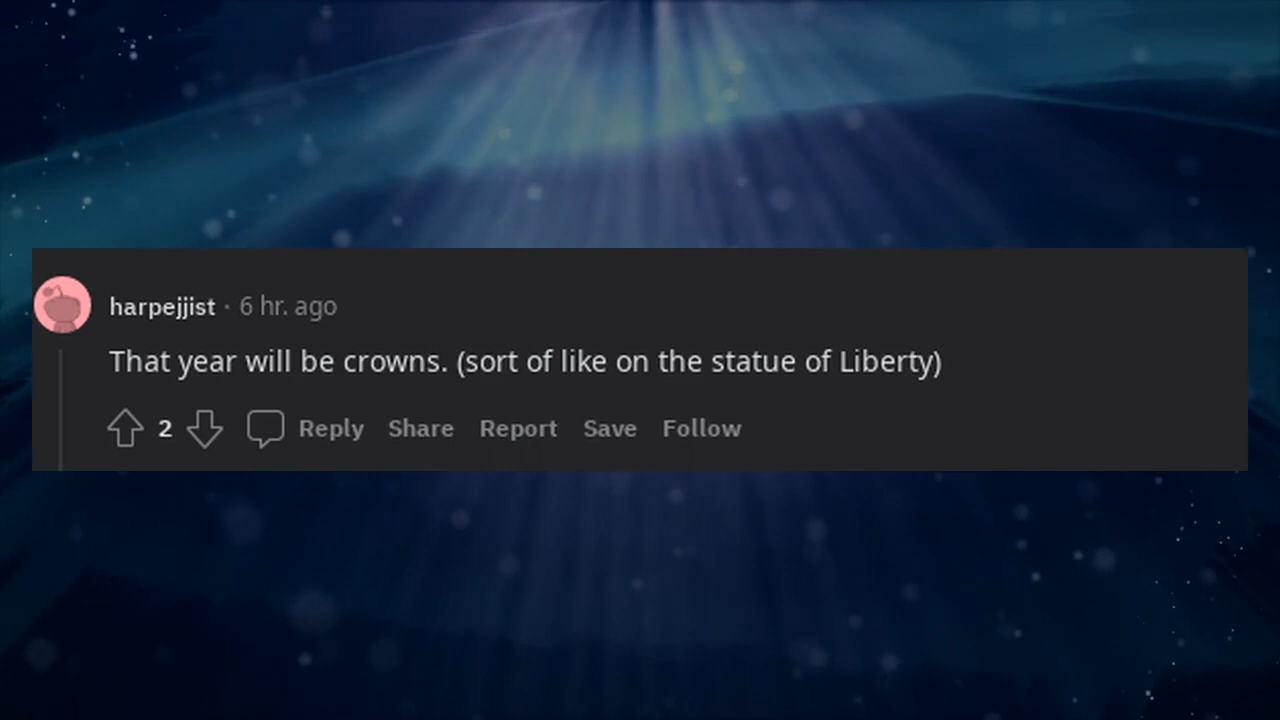 harpejjist · 6 hr. ago
That year will be crowns. (sort of like on the statue of Liberty)
2 Reply Share Report Save Follow